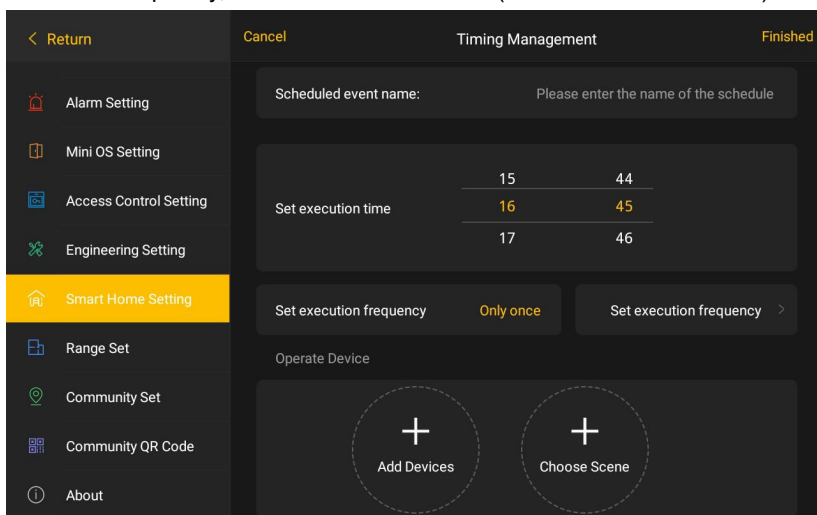 Return
Cancel
Timing Management
Finished
Alarm Setting
Mini OS Setting
Access Control Setting
Engineering Setting
Smart Home Setting
Range Set
Community Set
Community QR Code
About
Scheduled event name:
Please enter the name of the schedule
Set execution time
15 44
16 45
17 46
Set execution frequency
Only once
Set execution frequency
Operate Device
Add Devices
Choose Scene